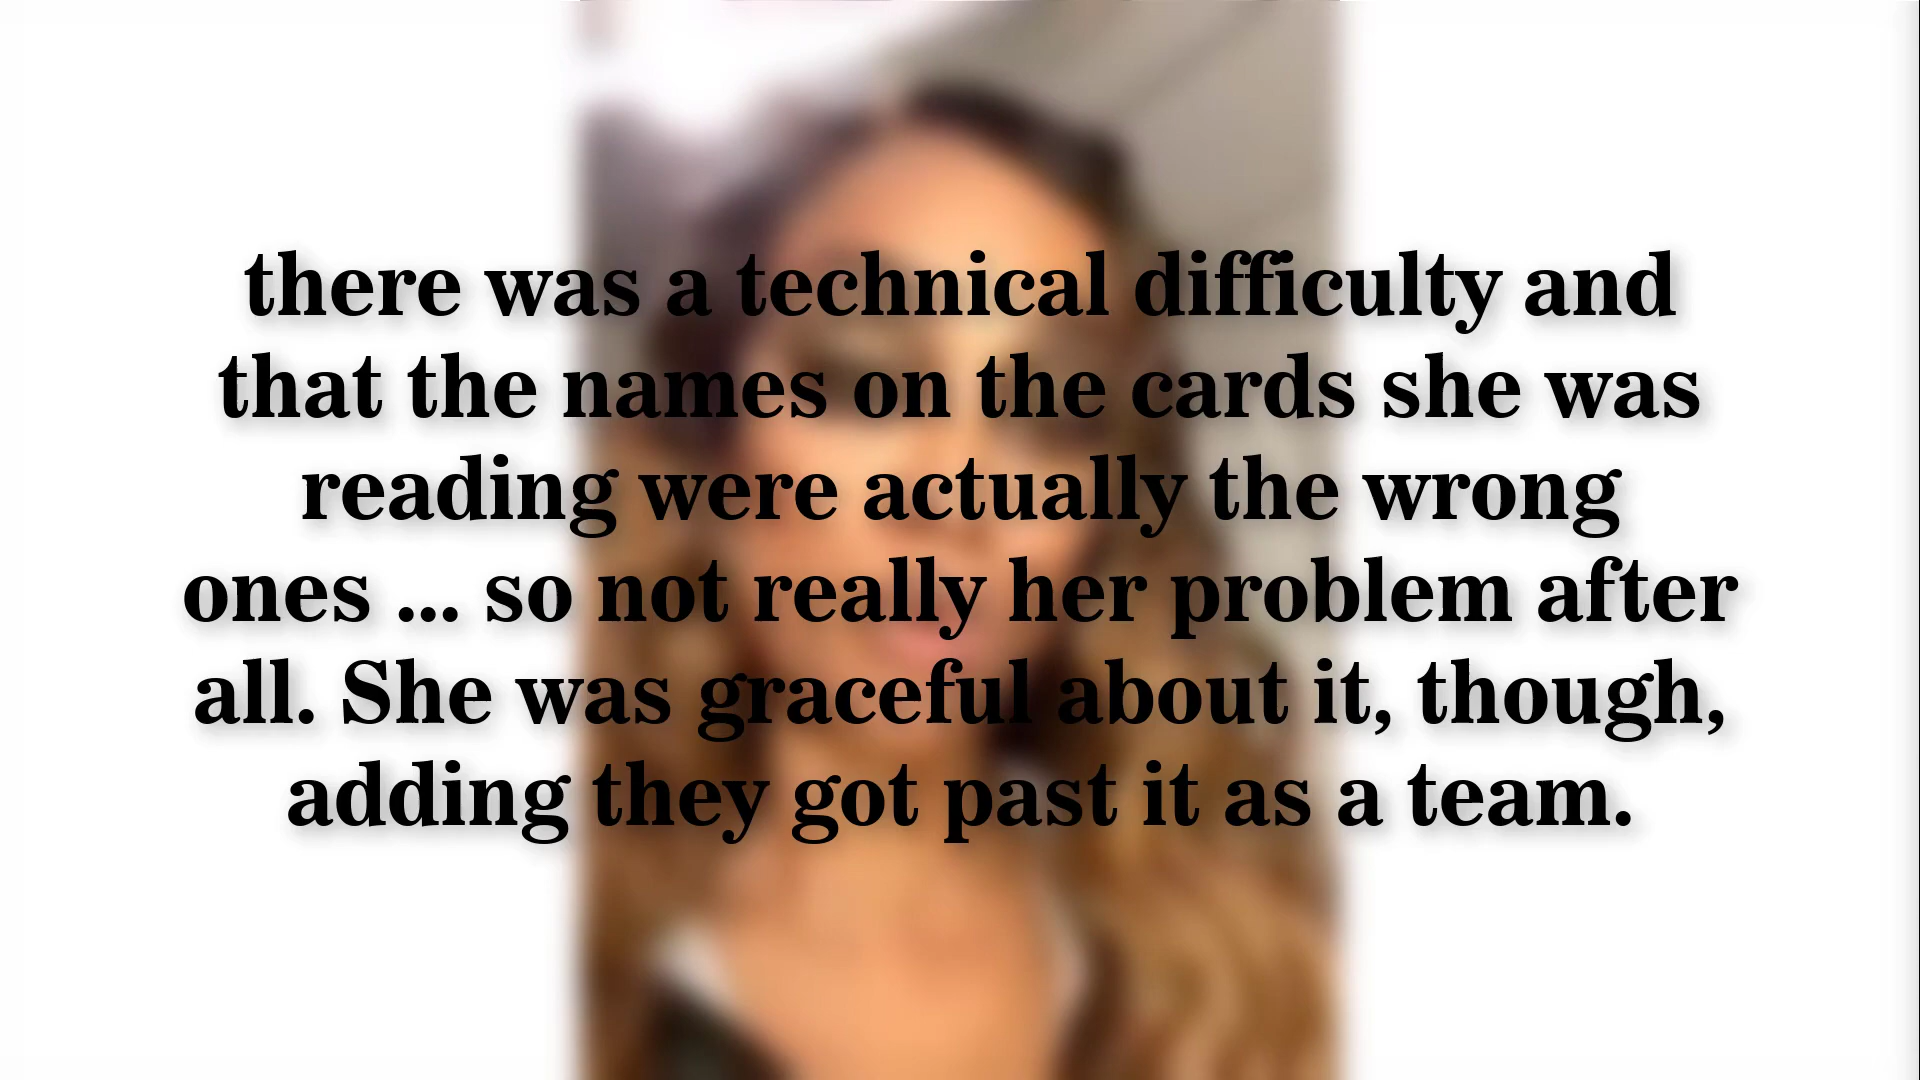 there was a technical difficulty and
that the names on the cards she was
reading were actually the wrong
ones ... so not really her problem after
all. She was graceful about it, though,
adding they got past it as a team.